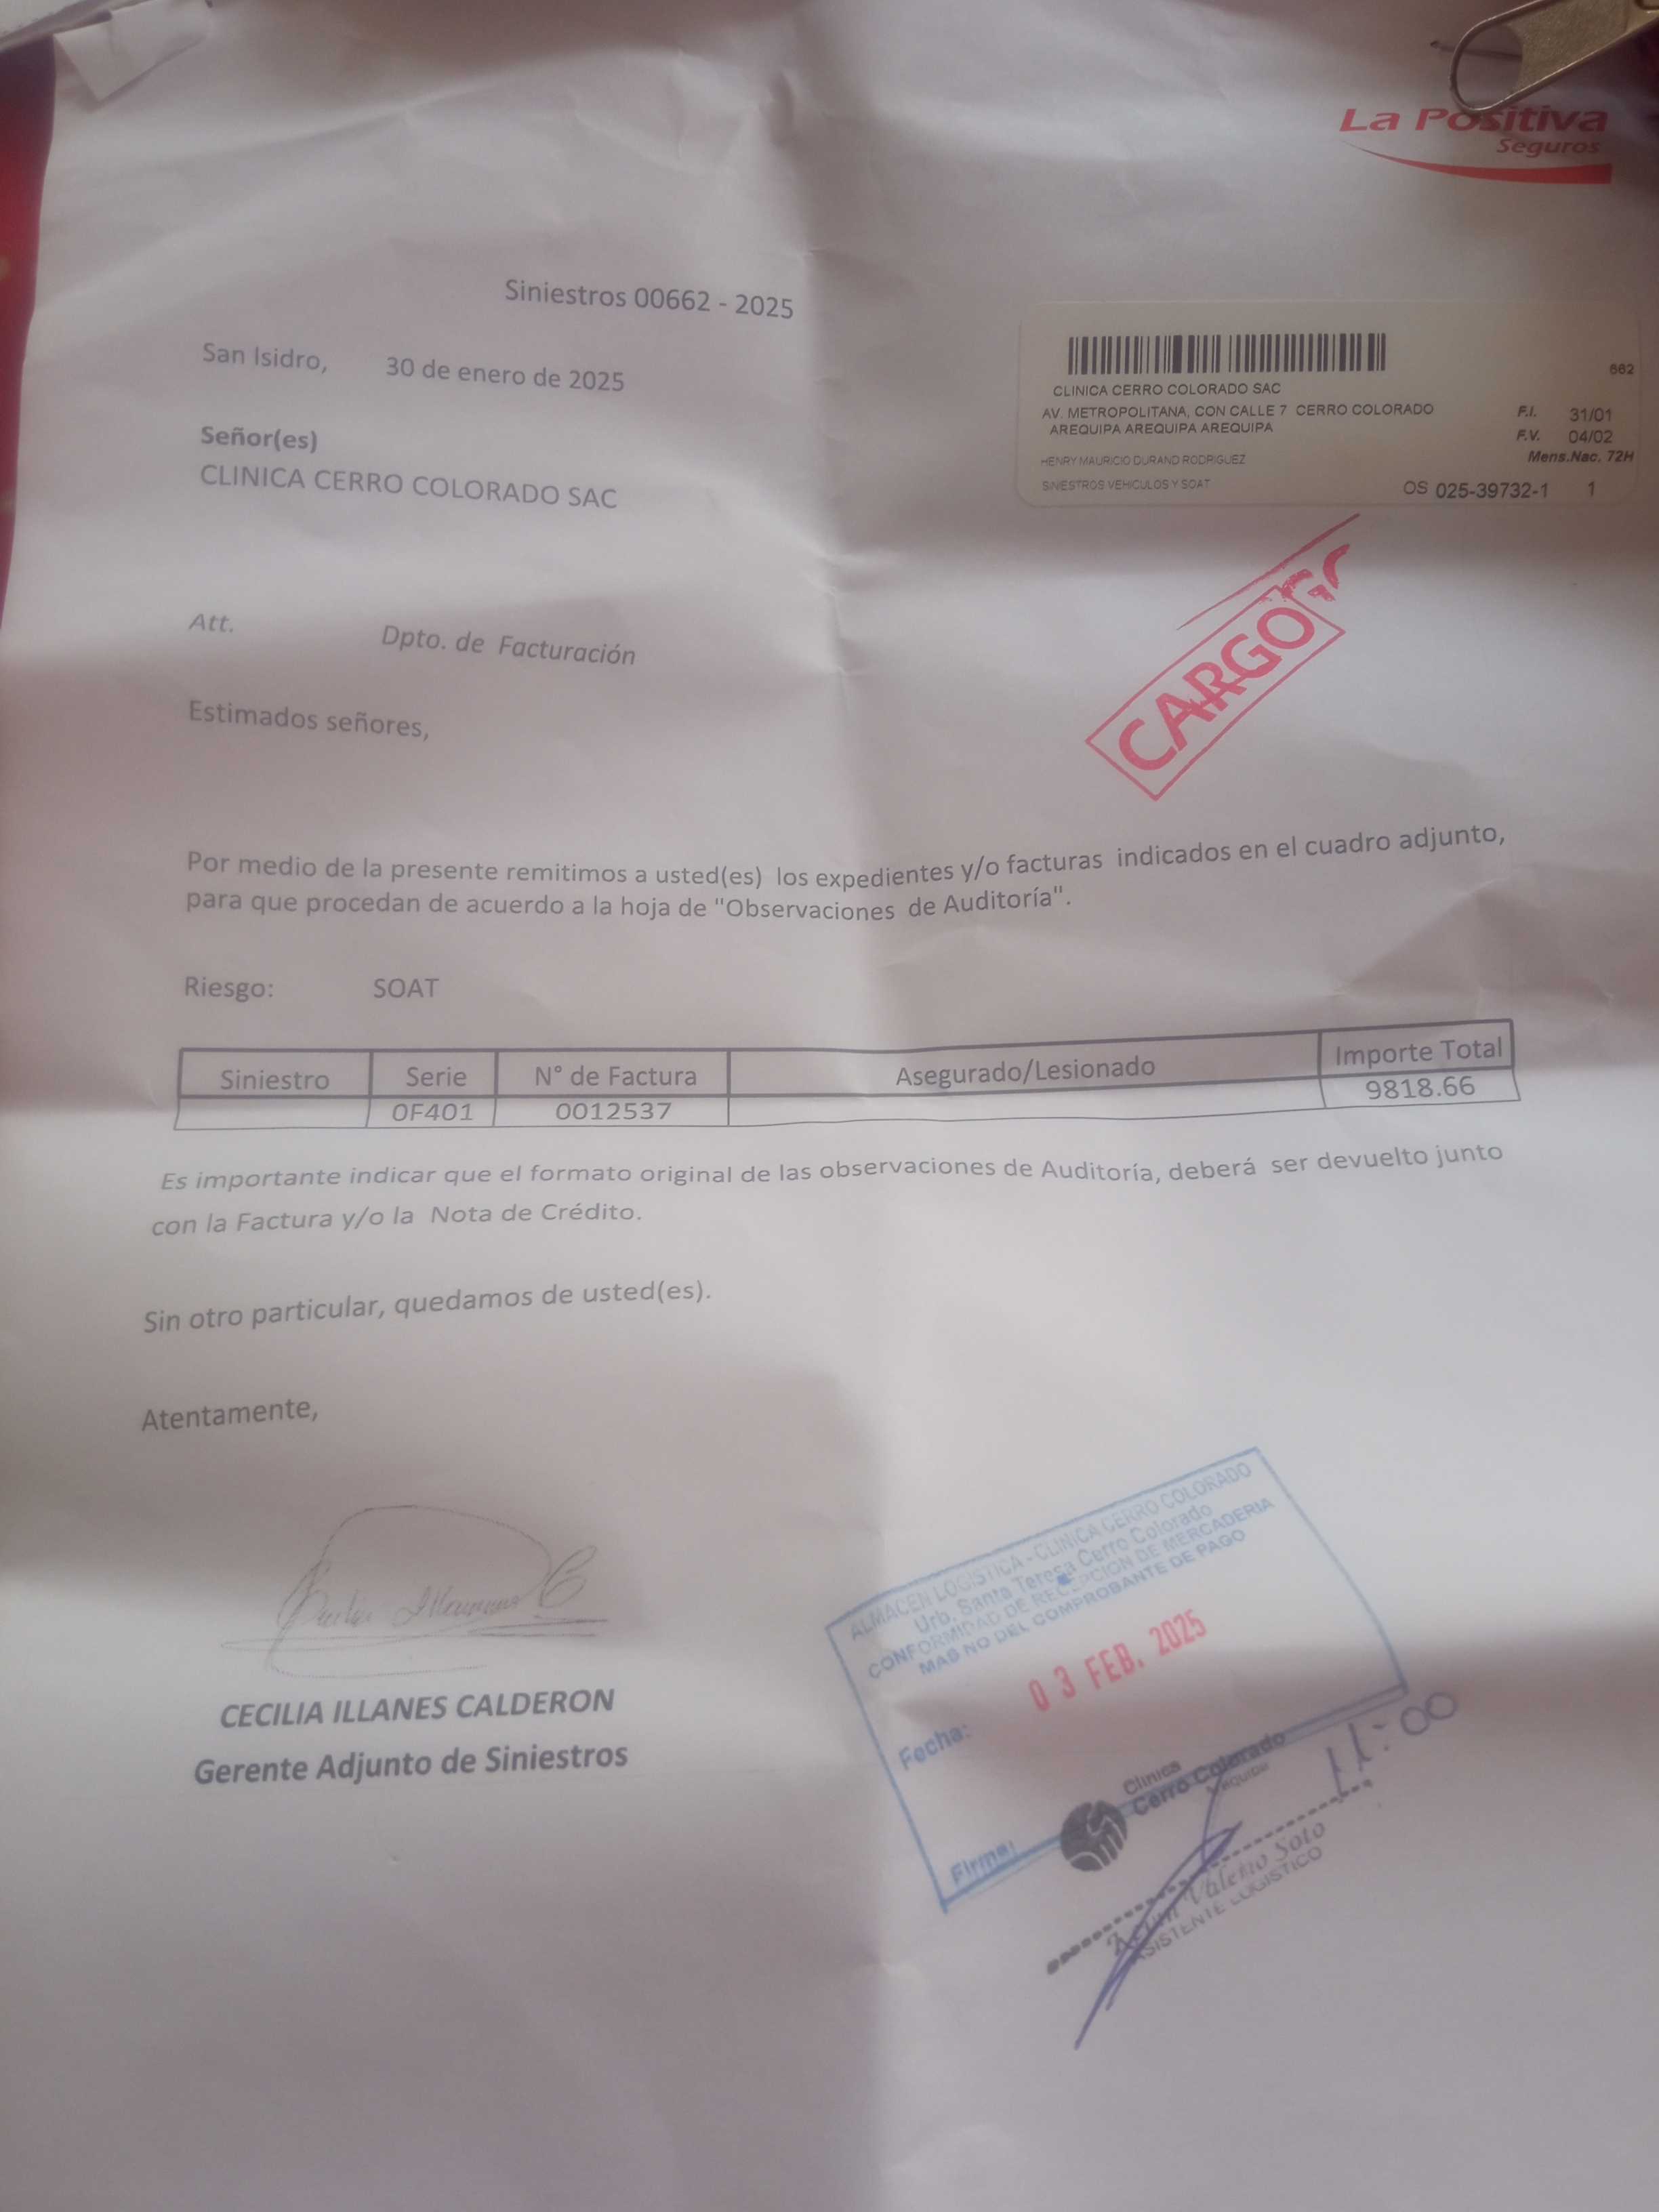 La Positiva
Seguros
Siniestros 00662 - 2025
San Isidro, 30 de enero de 2025
Señor(es)
CLINICA CERRO COLORADO SAC
662
CLINICA CERRO COLORADO SAC
AV. METROPOLITANA, CON CALLE 7 CERRO COLORADO
AREQUIPA AREQUIPA AREQUIPA
F.I. 31/01
F.V. 04/02
HENRY MAURICIO DURAND RODRIGUEZ
Mens.Nac. 72H
SINIESTROS VEHICULOS Y SOAT
OS 025-39732-1 1
CARGO
Att. Dpto. de Facturación
Estimados señores,
Por medio de la presente remitimos a usted(es) los expedientes y/o facturas indicados en el cuadro adjunto,
para que procedan de acuerdo a la hoja de "Observaciones de Auditoría".
Riesgo: SOAT
Siniestro Serie N° de Factura Asegurado/Lesionado Importe Total
0F401 0012537 9818.66
Es importante indicar que el formato original de las observaciones de Auditoría, deberá ser devuelto junto
con la Factura y/o la Nota de Crédito.
Sin otro particular, quedamos de usted(es).
Atentamente,
CECILIA ILLANES CALDERON
Gerente Adjunto de Siniestros
ALMACEN LOGISTICA - CLINICA CERRO COLORADO
Urb. Santa Teresa Cerro Colorado
CONFORMIDAD DE RECEPCION DE MERCADERIA
MAS NO DEL COMPROBANTE DE PAGO
03 FEB. 2025
Fecha:
Firma:
Clínica
Cerro Colorado
Arequipa
11:00
Soto
ASISTENTE LOGISTICO